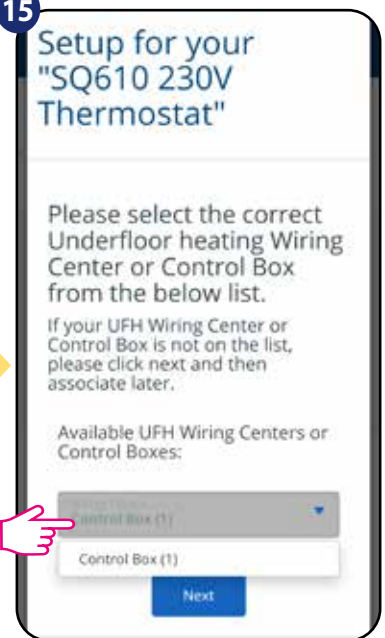 15
Setup for your
"SQ610 230V
Thermostat"
Please select the correct
Underfloor heating Wiring
Center or Control Box
from the below list.
If your UFH Wiring Center or
Control Box is not on the list,
please click next and then
associate later.
Available UFH Wiring Centers or
Control Boxes:
Control Box (1)
Control Box (1)
Next